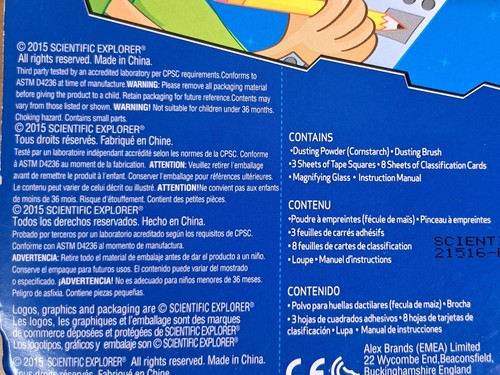 © 2015 SCIENTIFIC EXPLORER®
All rights reserved. Made in China.
Third party tested by an accredited laboratory per CPSC requirements.Conforms to
ASTM D4236 at time of manufacture.WARNING: Please remove all packaging material
before giving the product to a child. Retain packaging for future reference.Contents may
vary from those listed or shown. WARNING! Not suitable for children under 36 months.
Choking hazard. Contains small parts.
© 2015 SCIENTIFIC EXPLORER®
Tous droits réservés. Fabriqué en Chine.
Testé par un laboratoire indépendant accrédité selon les normes de la CPSC. Conforme
à ASTM D4236 au moment de la fabrication. ATTENTION: Veuillez retirer l'emballage
avant de remettre le produit à l'enfant. Conserver l'emballage pour références ultérieures.
Le contenu peut varier de celui décrit ou illustré. ATTENTION!Ne convient pas aux enfants
de moins de 36 mois. Risque d'étouffement. Contient des petites pièces.
© 2015 SCIENTIFIC EXPLORER®
Todos los derechos reservados. Hecho en China.
Probado por terceros por un laboratorio acreditado según los requisitos de CPSC.
Conforme con ASTM D4236 al momento de manufactura.
ADVERTENCIA: Retire todo el material de embalaje antes de dar el producto a un niño.
Conserve el empaque para futuros usos. El contenido puede variar del mostrado
o especificado. ¡ADVERTENCIA! No es adecuado para niños menores de 36 meses.
Peligro de asfixia. Contiene piezas pequeñas.
Logos, graphics and packaging are © SCIENTIFIC EXPLORER®
Les logos, les graphiques et l'emballage sont des marques
de commerce déposées et protégées de SCIENTIFIC EXPLORER®
Los logotipos, gráficos y embalaje son © SCIENTIFIC EXPLORER®
© 2015 SCIENTIFIC EXPLORER® All rights reserved. Made in China.
Tous droits réservés. Fabriqué en Chine.
CONTAINS
•Dusting Powder (Cornstarch) • Dusting Brush
•3 Sheets of Tape Squares • 8 Sheets of Classification Cards
•Magnifying Glass • Instruction Manual
CONTENU
•Poudre à empreintes (fécule de maïs) • Pinceau à empreintes
•3 feuilles de carrés adhésifs
•8 feuilles de cartes de classification
•Loupe • Manuel d'instructions
SCIENT
21516-
CONTENIDO
• Polvo para huellas dactilares (fecula de maiz) • Brocha
• 3 hojas de cuadrados adhesivos • 8 hojas de tarjetas de
clasificación • Lupa • Manual de instrucciones
CE
Alex Brands (EMEA) Limited
22 Wycombe End,Beaconsfield,
Buckinghamshire England